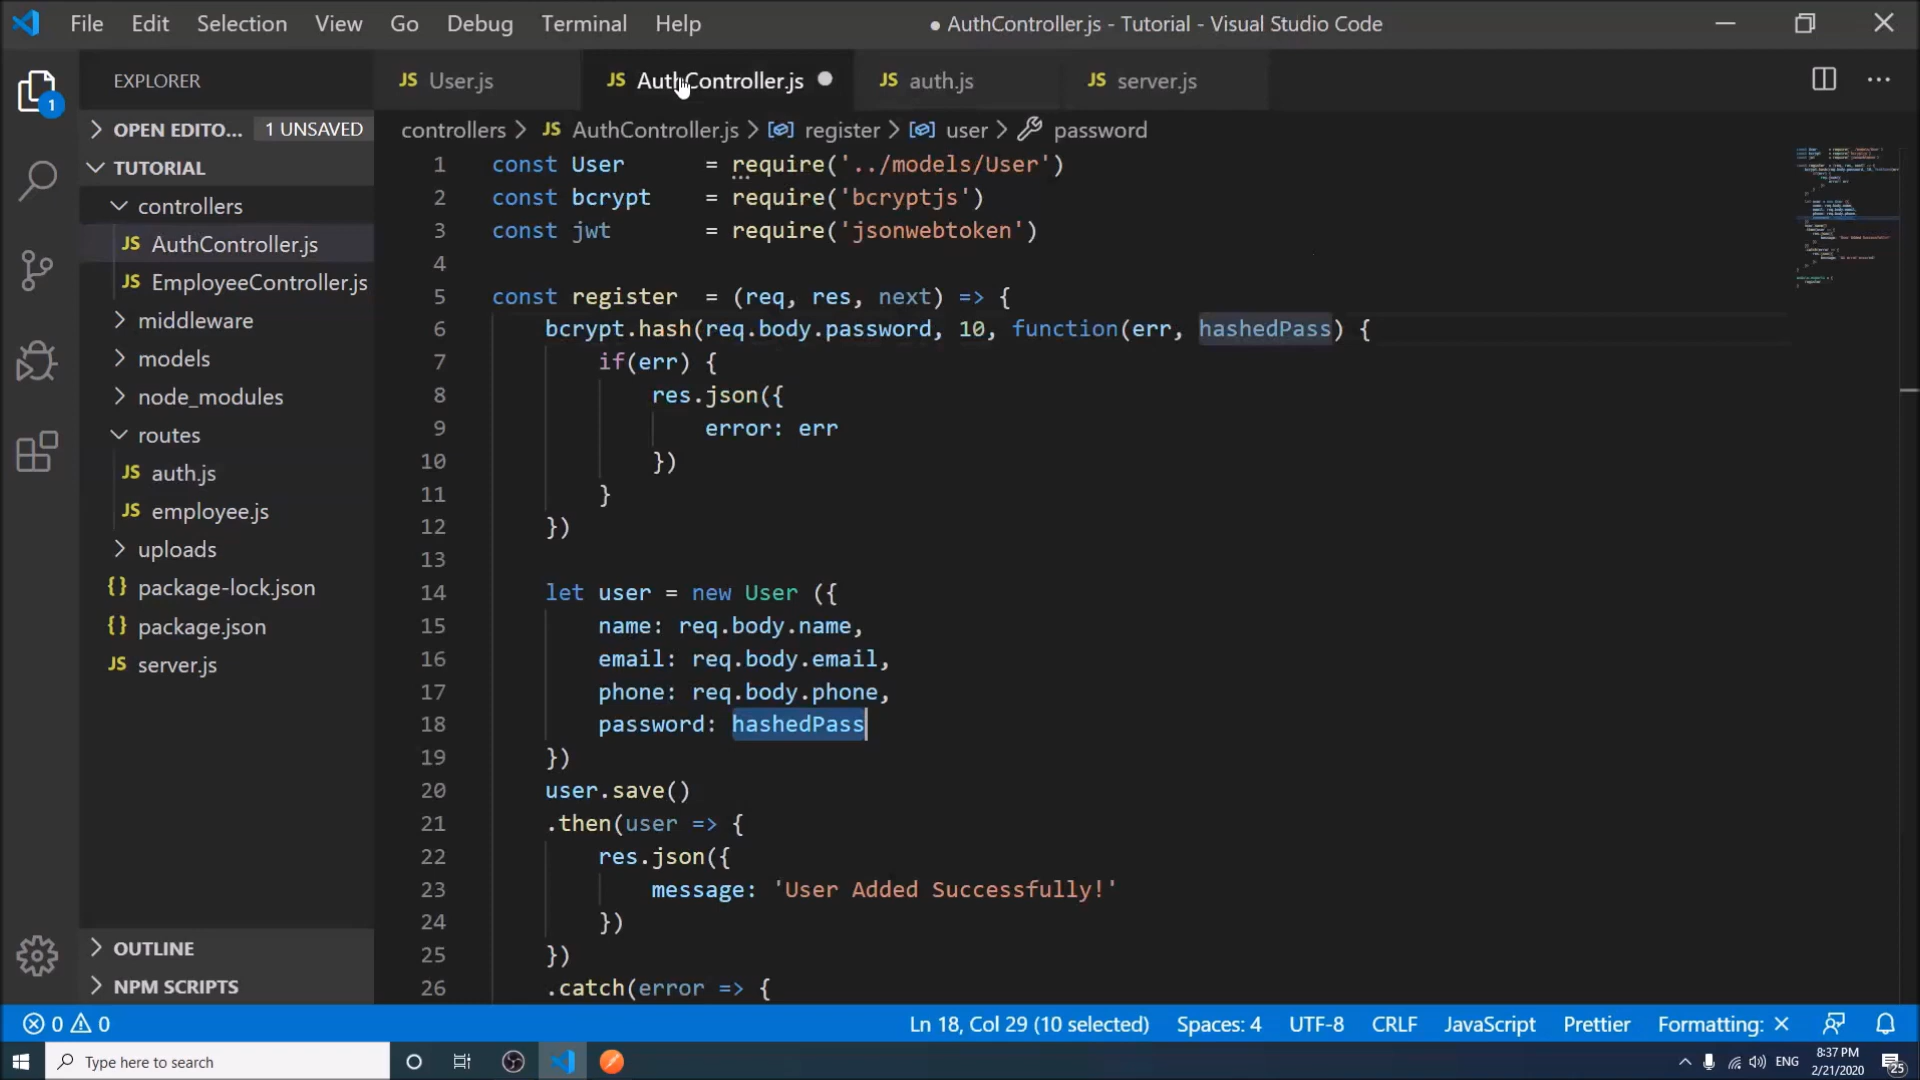 File Edit Selection View Go Debug Terminal Help
● AuthController.js - Tutorial - Visual Studio Code
EXPLORER
JS User.js
JS AuthController.js
JS auth.js
JS server.js
OPEN EDITO... 1 UNSAVED
controllers > JS AuthController.js > register > user > password
1
TUTORIAL
controllers
JS AuthController.js
JS EmployeeController.js
middleware
models
node_modules
routes
JS auth.js
JS employee.js
uploads
{} package-lock.json
{} package.json
JS server.js
OUTLINE
NPM SCRIPTS
1 const User = require('../models/User')
2 const bcrypt = require('bcryptjs')
3 const jwt = require('jsonwebtoken')
4
5 const register = (req, res, next) => {
6 bcrypt.hash(req.body.password, 10, function(err, hashedPass) {
7 if(err) {
8 res.json({
9 error: err
10 })
11 }
12 })
13
14 let user = new User ({
15 name: req.body.name,
16 email: req.body.email,
17 phone: req.body.phone,
18 password: hashedPass
19 })
20 user.save()
21 .then(user => {
22 res.json({
23 message: 'User Added Successfully!'
24 })
25 })
26 .catch(error => {
0 0
Ln 18, Col 29 (10 selected) Spaces: 4 UTF-8 CRLF JavaScript Prettier Formatting: ✕
Type here to search
ENG
8:37 PM
2/21/2020
25